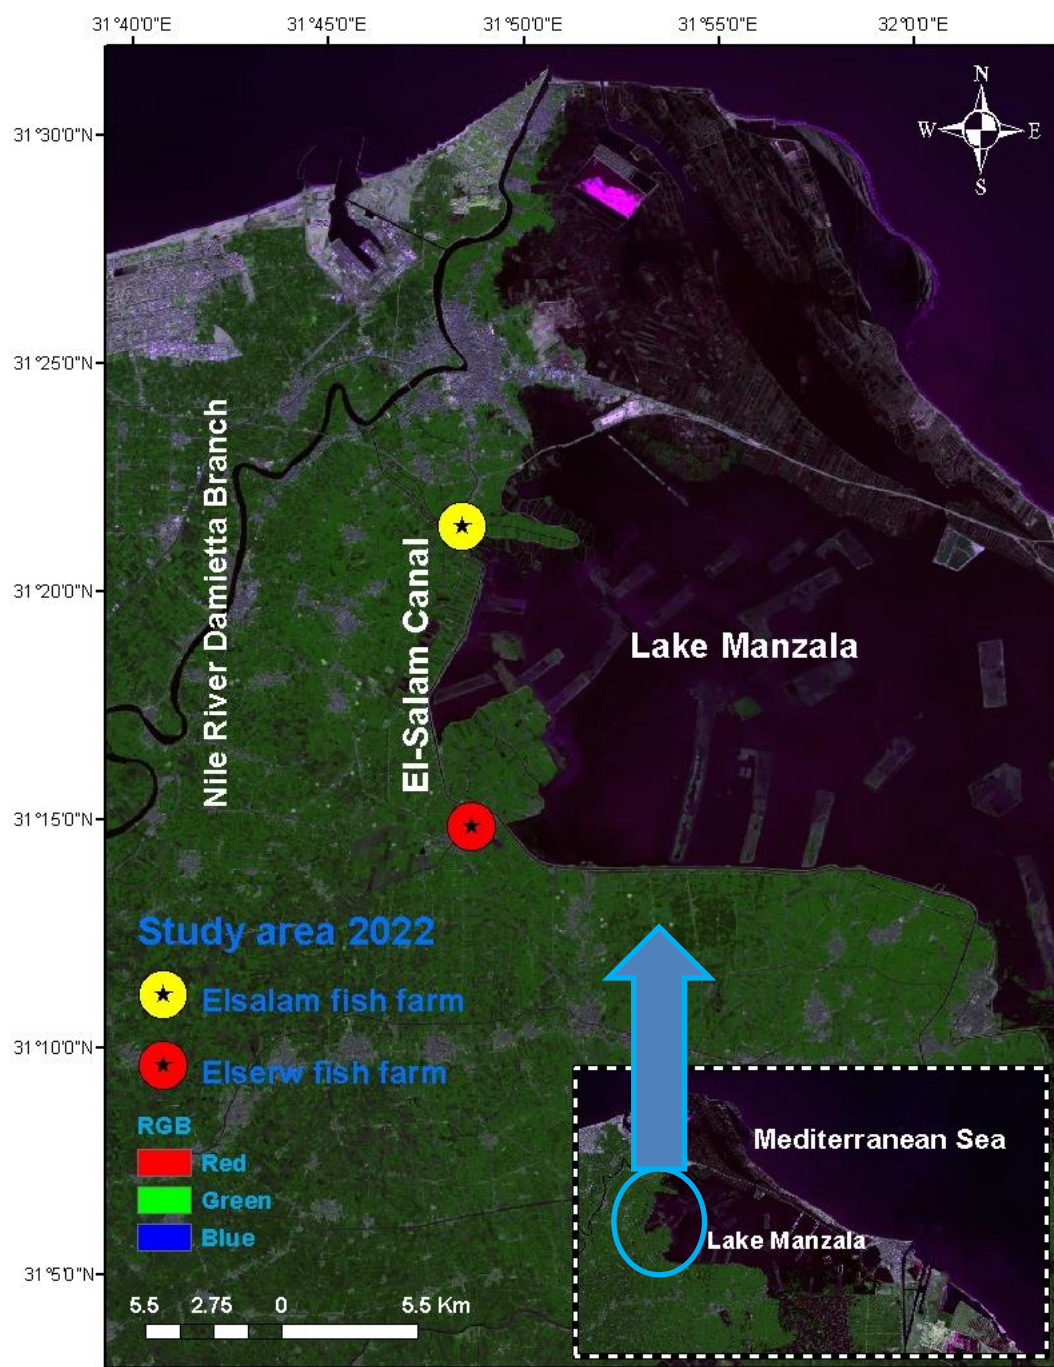 31°40'0"E 31°45'0"E 31°50'0"E 31°55'0"E 32°0'0"E
N
W E
S
31°30'0"N
31°25'0"N
31°20'0"N
31°15'0"N
31°10'0"N
31°5'0"N
Nile River Damietta Branch
El-Salam Canal
Lake Manzala
Study area 2022
Elsalam fish farm
Elserw fish farm
RGB
Red
Green
Blue
5.5 2.75 0 5.5 Km
Mediterranean Sea
Lake Manzala